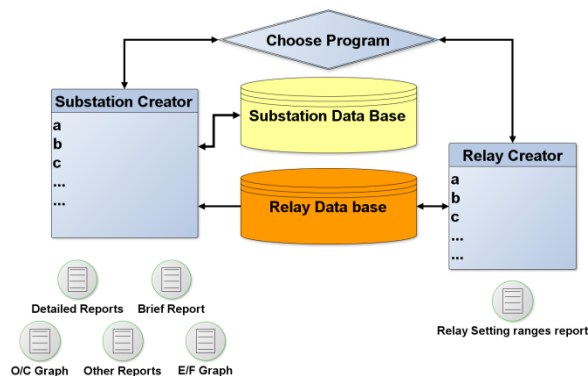 Choose Program
Substation Creator
a
b
c
...
...
Substation Data Base
Relay Data base
Relay Creator
a
b
c
...
...
Detailed Reports
Brief Report
O/C Graph
Other Reports
E/F Graph
Relay Setting ranges report